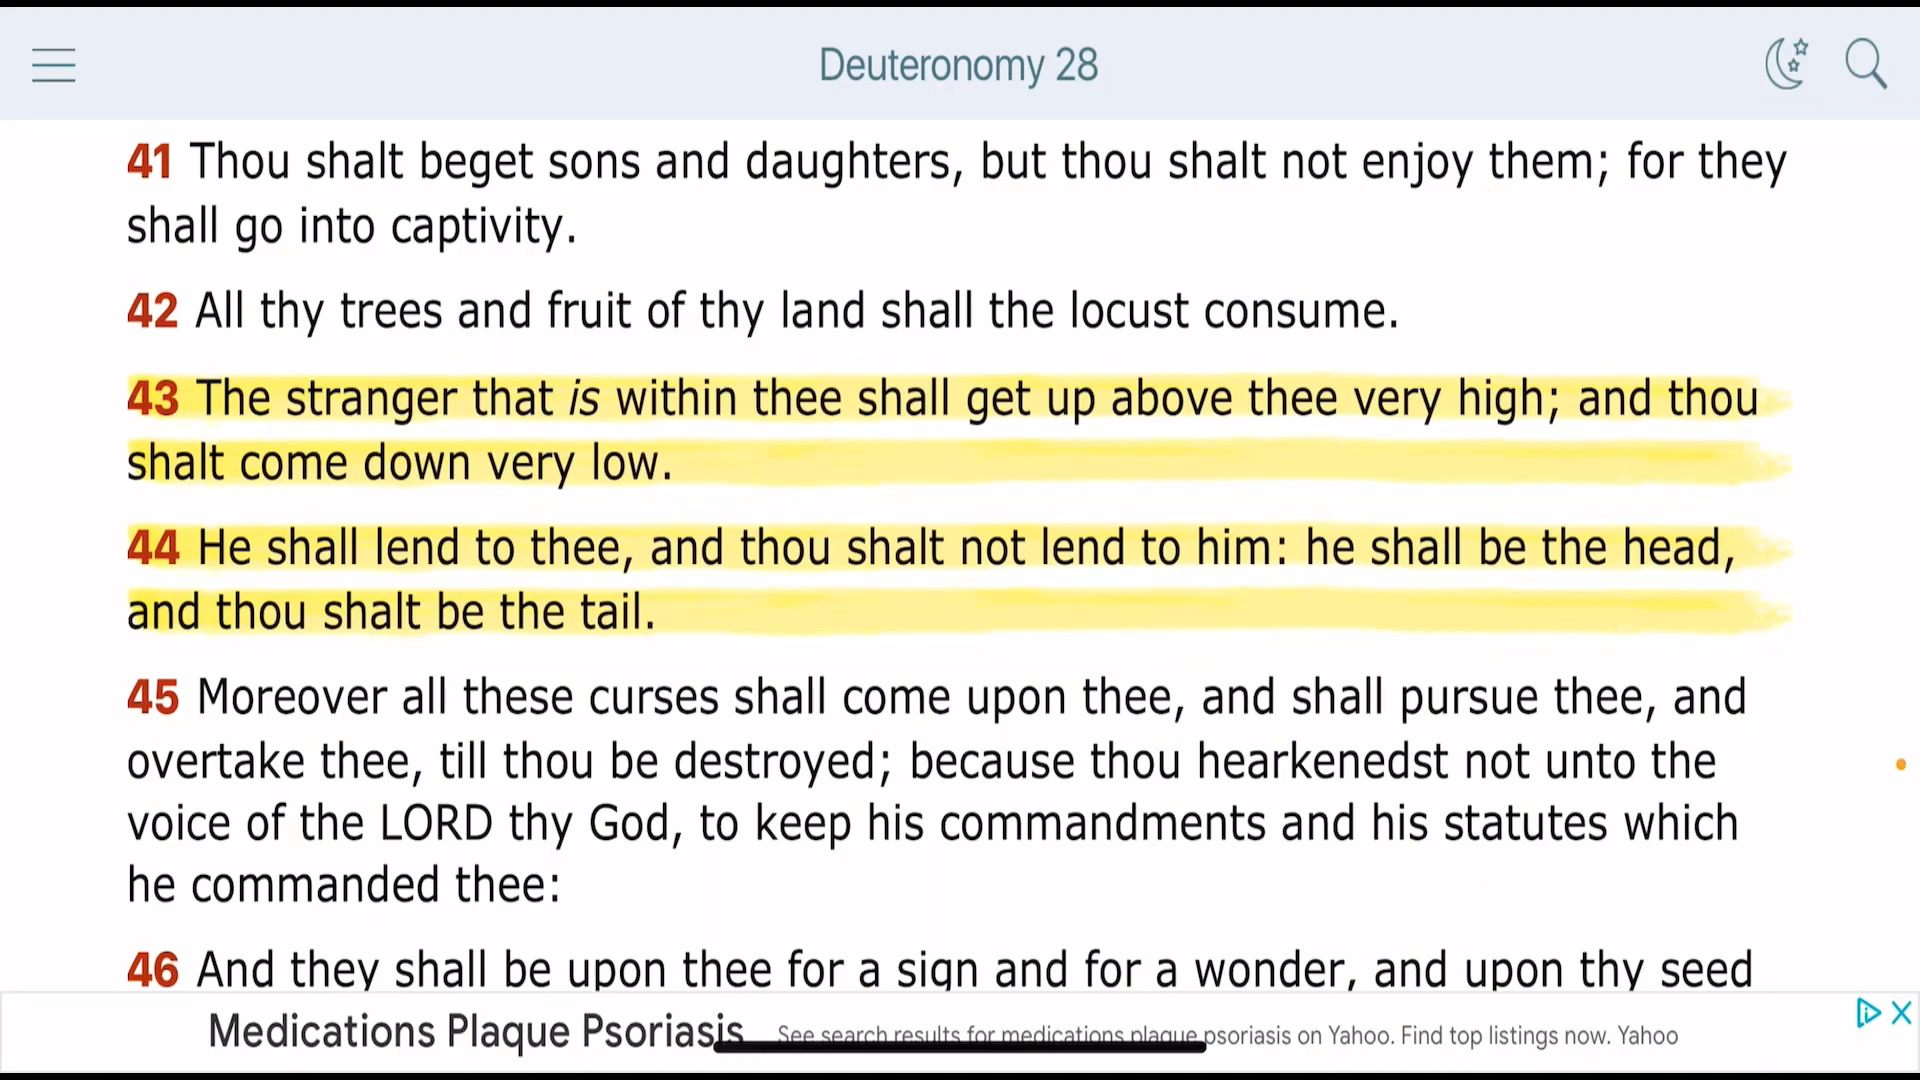 Deuteronomy 28
41 Thou shalt beget sons and daughters, but thou shalt not enjoy them; for they
shall go into captivity.
42 All thy trees and fruit of thy land shall the locust consume.
43 The stranger that is within thee shall get up above thee very high; and thou
shalt come down very low.
44 He shall lend to thee, and thou shalt not lend to him: he shall be the head,
and thou shalt be the tail.
45 Moreover all these curses shall come upon thee, and shall pursue thee, and
overtake thee, till thou be destroyed; because thou hearkenedst not unto the
voice of the LORD thy God, to keep his commandments and his statutes which
he commanded thee:
46 And they shall be upon thee for a sign and for a wonder, and upon thy seed
Medications Plaque Psoriasis See search results for medications plaque psoriasis on Yahoo. Find top listings now. Yahoo